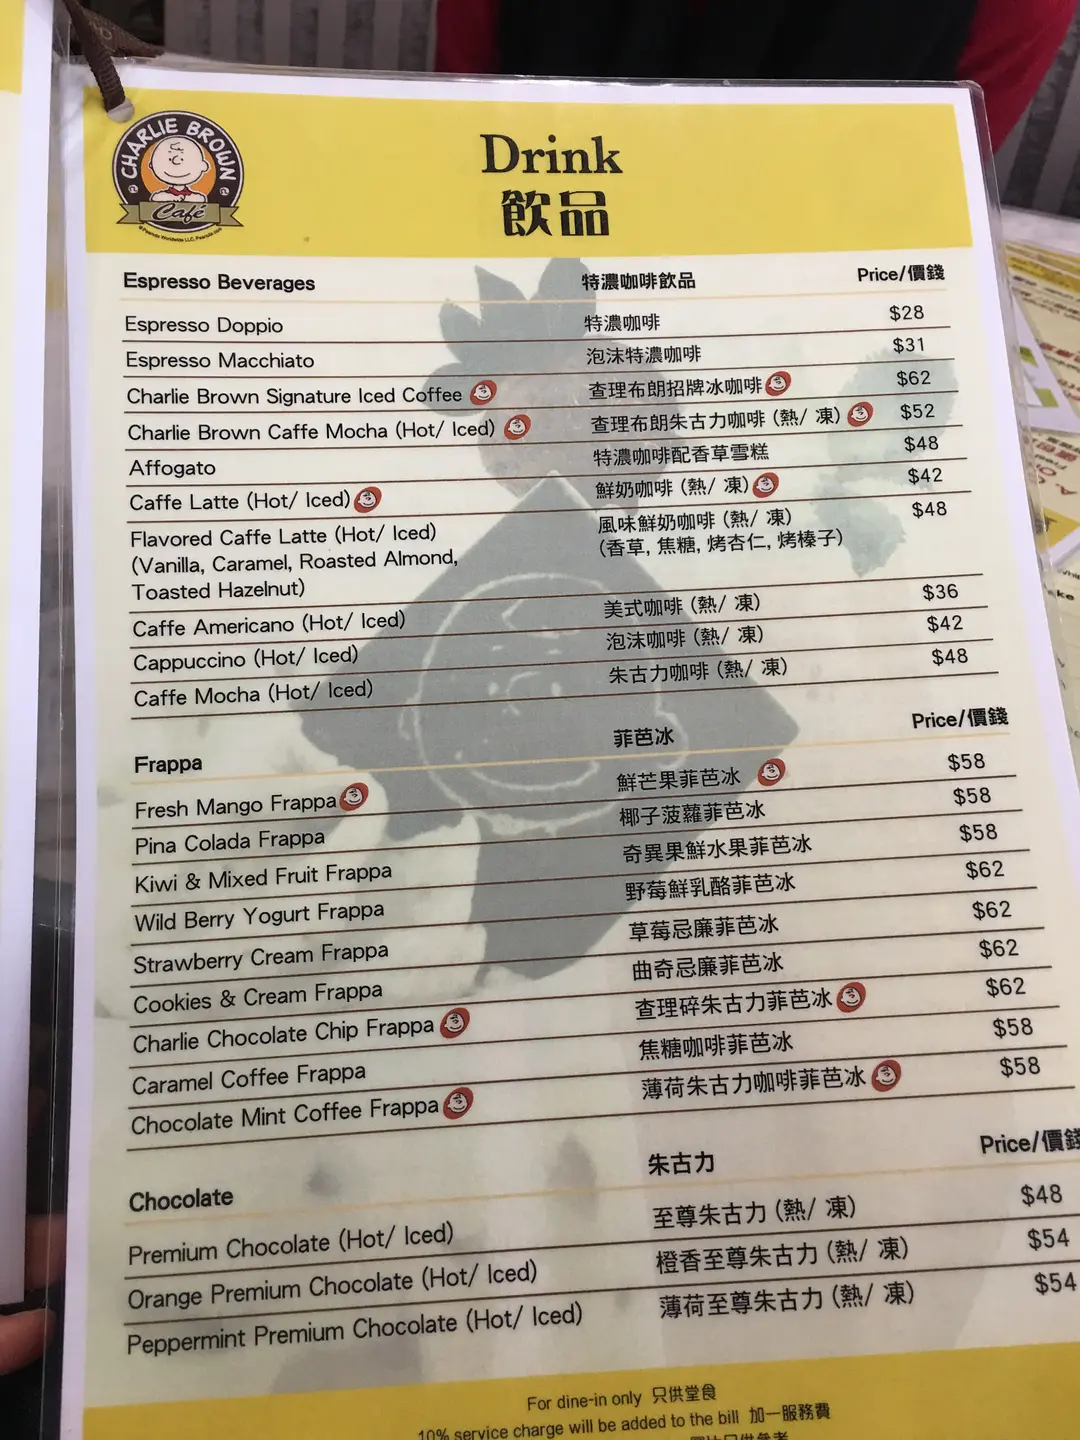 CHARLIE BROWN
Café
Drink
飲品
Espresso Beverages 特濃咖啡飲品 Price/價錢
Espresso Doppio 特濃咖啡 $28
Espresso Macchiato 泡沫特濃咖啡 $31
Charlie Brown Signature Iced Coffee 查理布朗招牌冰咖啡 $62
Charlie Brown Caffe Mocha (Hot/ Iced) 查理布朗朱古力咖啡 (熱/ 凍) $52
Affogato 特濃咖啡配香草雪糕 $48
Caffe Latte (Hot/ Iced) 鮮奶咖啡 (熱/ 凍) $42
Flavored Caffe Latte (Hot/ Iced) 風味鮮奶咖啡 (熱/ 凍) $48
(Vanilla, Caramel, Roasted Almond, (香草, 焦糖, 烤杏仁, 烤榛子)
Toasted Hazelnut)
Caffe Americano (Hot/ Iced) 美式咖啡 (熱/ 凍) $36
Cappuccino (Hot/ Iced) 泡沫咖啡 (熱/ 凍) $42
Caffe Mocha (Hot/ Iced) 朱古力咖啡 (熱/ 凍) $48
Frappa 菲芭冰 Price/價錢
Fresh Mango Frappa 鮮芒果菲芭冰 $58
Pina Colada Frappa 椰子菠蘿菲芭冰 $58
Kiwi & Mixed Fruit Frappa 奇異果鮮水果菲芭冰 $58
Wild Berry Yogurt Frappa 野莓鮮乳酪菲芭冰 $62
Strawberry Cream Frappa 草莓忌廉菲芭冰 $62
Cookies & Cream Frappa 曲奇忌廉菲芭冰 $62
Charlie Chocolate Chip Frappa 查理碎朱古力菲芭冰 $62
Caramel Coffee Frappa 焦糖咖啡菲芭冰 $58
Chocolate Mint Coffee Frappa 薄荷朱古力咖啡菲芭冰 $58
Chocolate 朱古力 Price/價錢
Premium Chocolate (Hot/ Iced) 至尊朱古力 (熱/ 凍) $48
Orange Premium Chocolate (Hot/ Iced) 橙香至尊朱古力 (熱/ 凍) $54
Peppermint Premium Chocolate (Hot/ Iced) 薄荷至尊朱古力 (熱/ 凍) $54
For dine-in only 只供堂食
10% service charge will be added to the bill 加一服務費